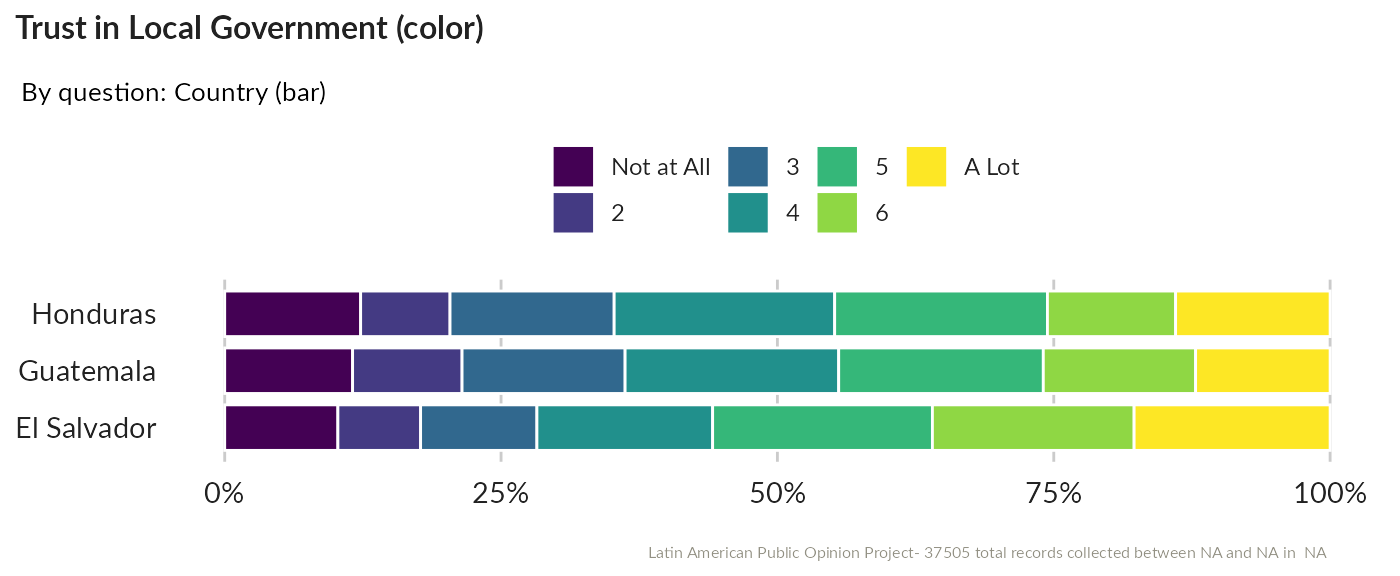 Trust in Local Government (color)
By question: Country (bar)
Not at All 3 5 A Lot
2 4 6
Honduras
Guatemala
El Salvador
0% 25% 50% 75% 100%
Latin American Public Opinion Project- 37505 total records collected between NA and NA in  NA